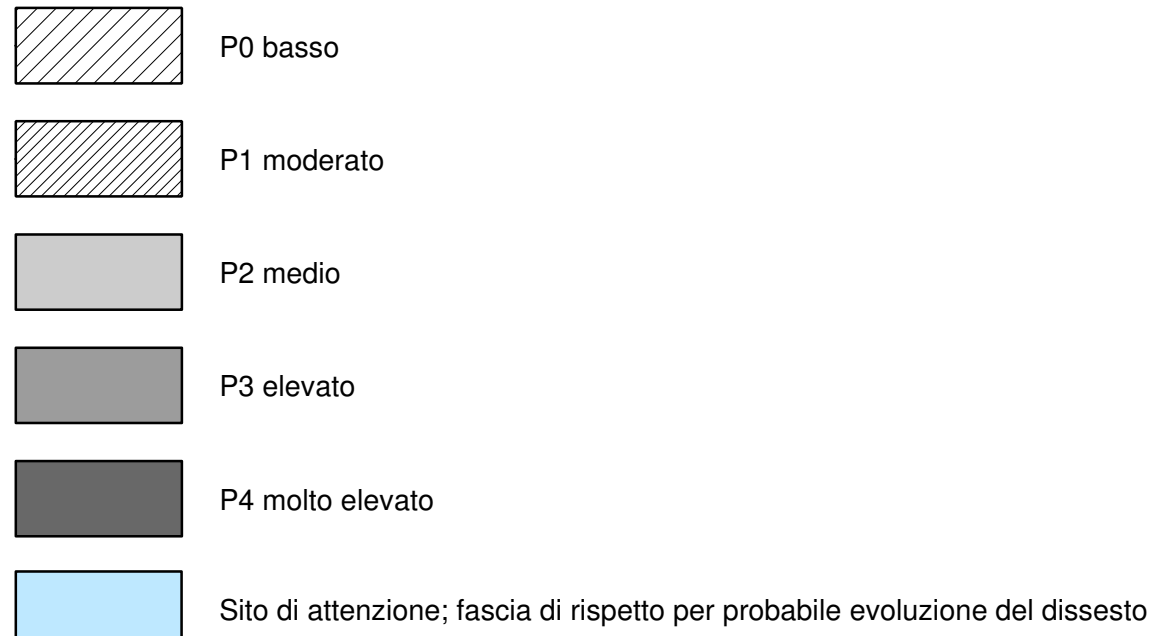 P0 basso
P1 moderato
P2 medio
P3 elevato
P4 molto elevato
Sito di attenzione; fascia di rispetto per probabile evoluzione del dissesto